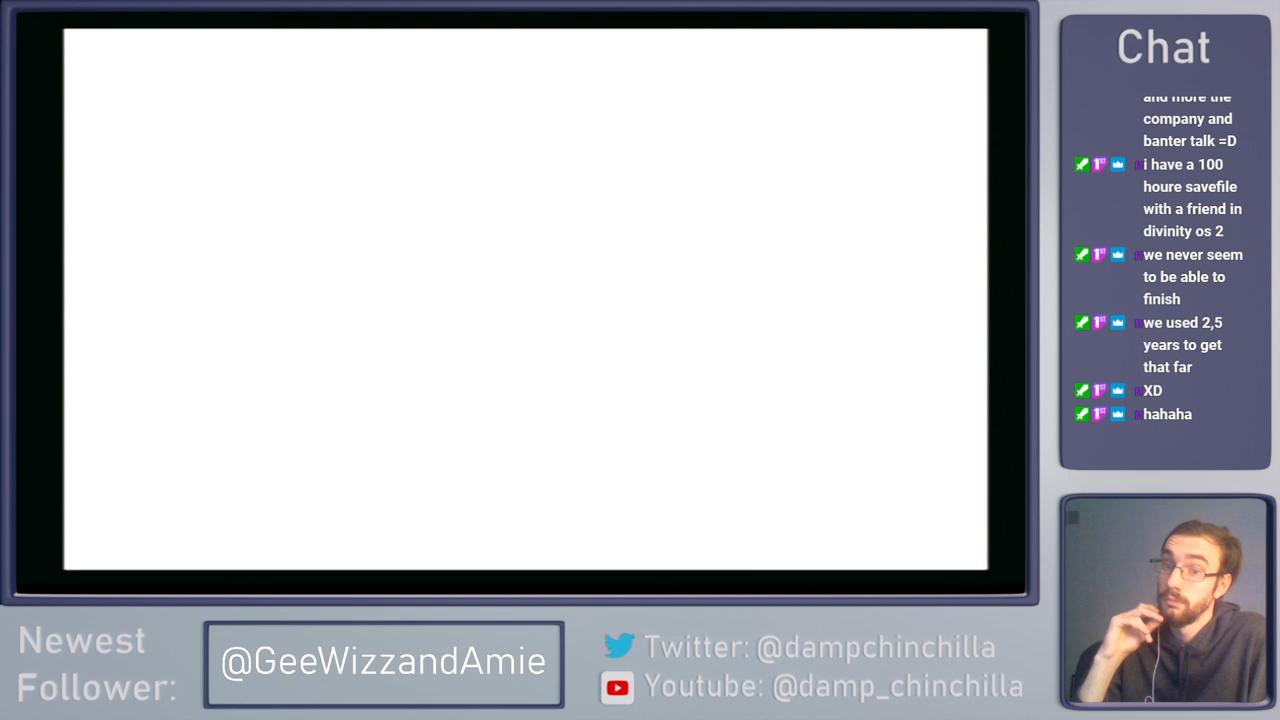 Chat
and more the
company and
banter talk =D
i have a 100
houre savefile
with a friend in
divinity os 2
we never seem
to be able to
finish
we used 2,5
years to get
that far
XD
hahaha
Newest
Follower:
@GeeWizzandAmie
Twitter: @dampchinchilla
Youtube: @damp_chinchilla